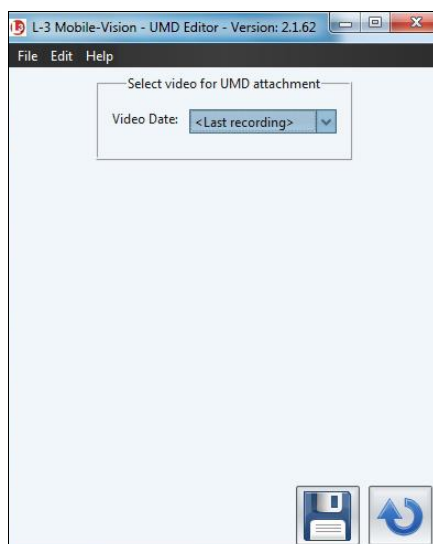 L-3 Mobile-Vision - UMD Editor - Version: 2.1.62
File Edit Help
Select video for UMD attachment
Video Date: <Last recording>